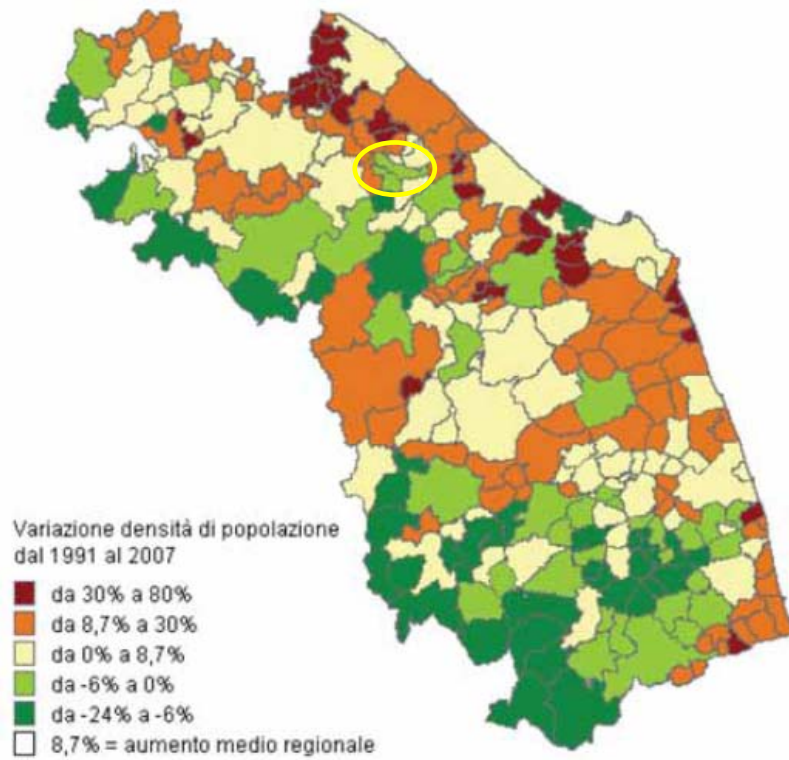 Variazione densità di popolazione
dal 1991 al 2007
da 30% a 80%
da 8,7% a 30%
da 0% a 8,7%
da -6% a 0%
da -24% a -6%
8,7% = aumento medio regionale